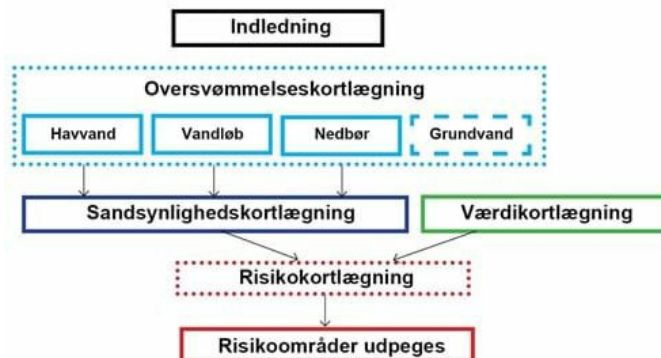 Indledning
Oversvømmelseskortlægning
Havvand Vandløb Nedbør Grundvand
Sandsynlighedskortlægning Værdikortlægning
Risikokortlægning
Risikoområder udpeges